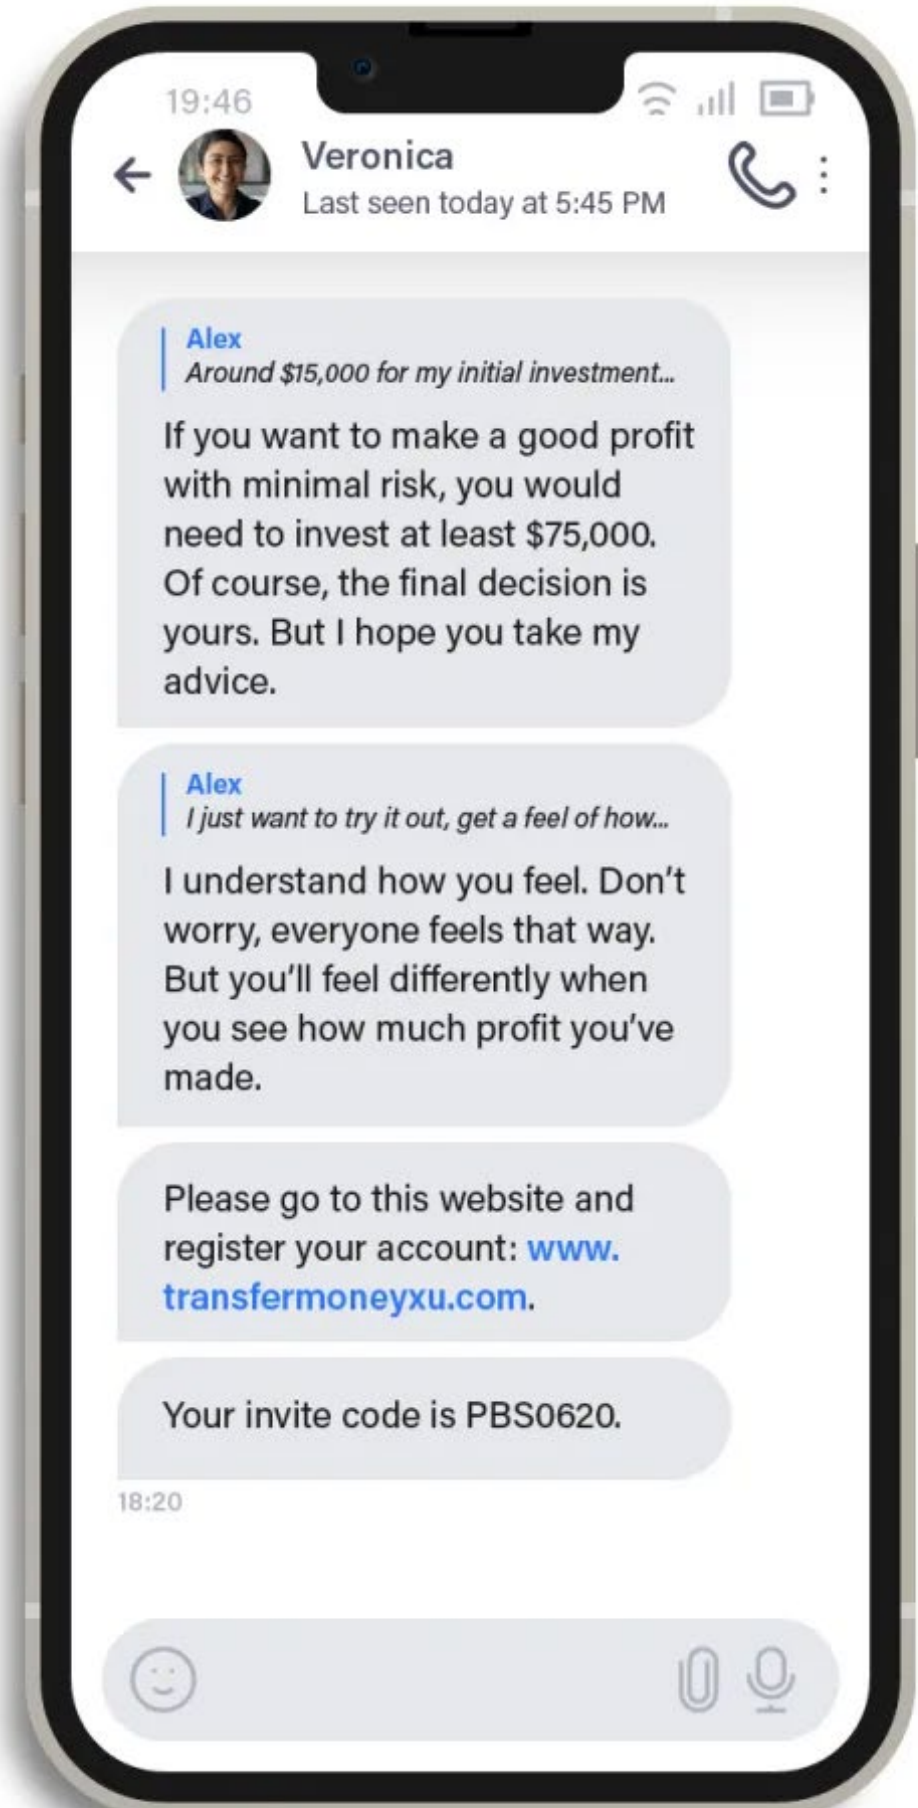 19:46
Veronica
Last seen today at 5:45 PM
Alex
Around $15,000 for my initial investment...
If you want to make a good profit
with minimal risk, you would
need to invest at least $75,000.
Of course, the final decision is
yours. But I hope you take my
advice.
Alex
I just want to try it out, get a feel of how...
I understand how you feel. Don't
worry, everyone feels that way.
But you'll feel differently when
you see how much profit you've
made.
Please go to this website and
register your account: www.
transfermoneyxu.com.
Your invite code is PBS0620.
18:20